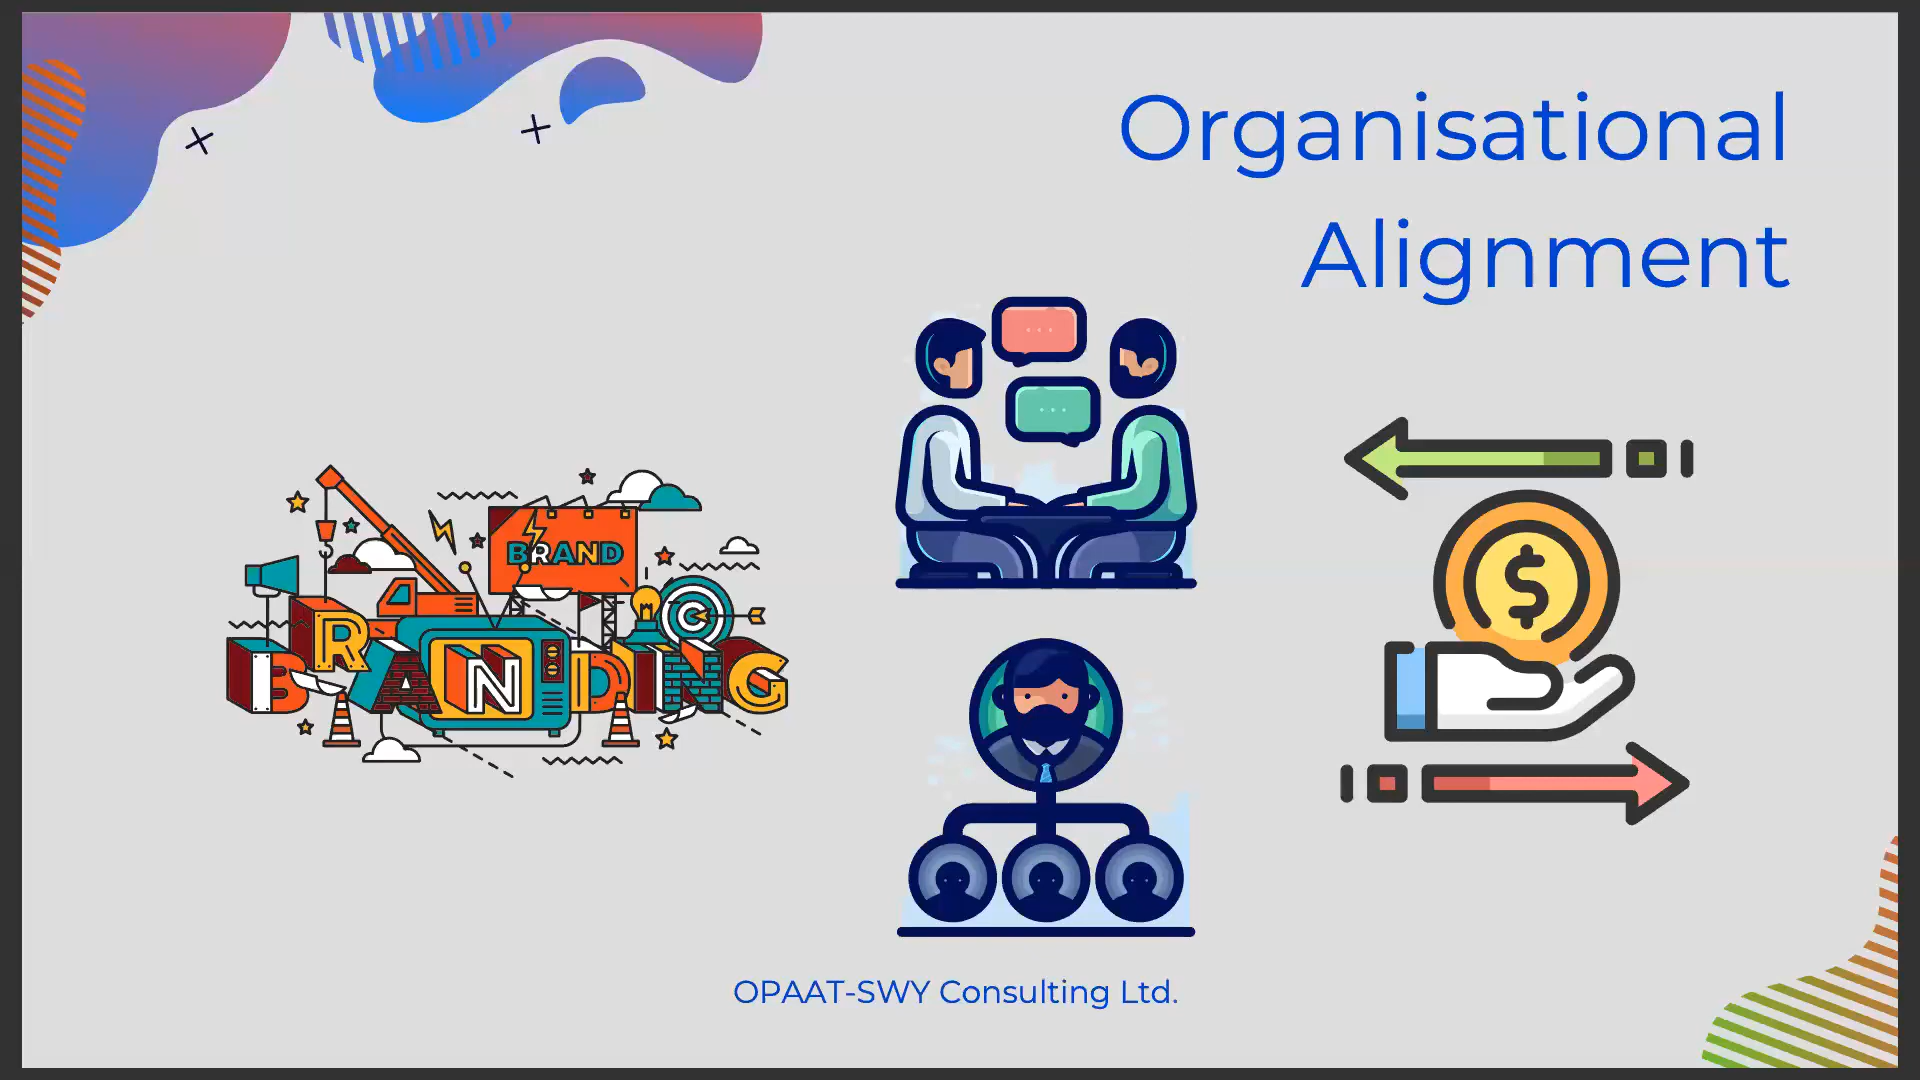 Organisational
Alignment
BRAND
BRANDING
OPAAT-SWY Consulting Ltd.